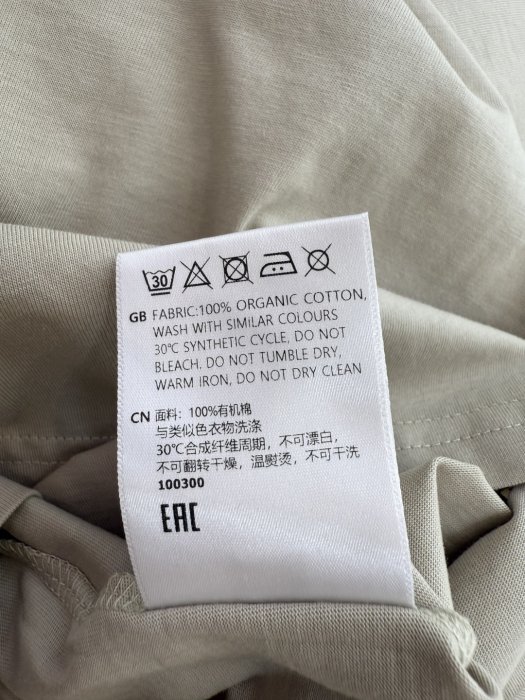 30
GB FABRIC:100% ORGANIC COTTON,
WASH WITH SIMILAR COLOURS
30℃ SYNTHETIC CYCLE, DO NOT
BLEACH. DO NOT TUMBLE DRY,
WARM IRON, DO NOT DRY CLEAN
CN 面料：100%有机棉
与类似色衣物洗涤
30℃合成纤维周期，不可漂白，
不可翻转干燥，温熨烫，不可干洗
100300
EAC